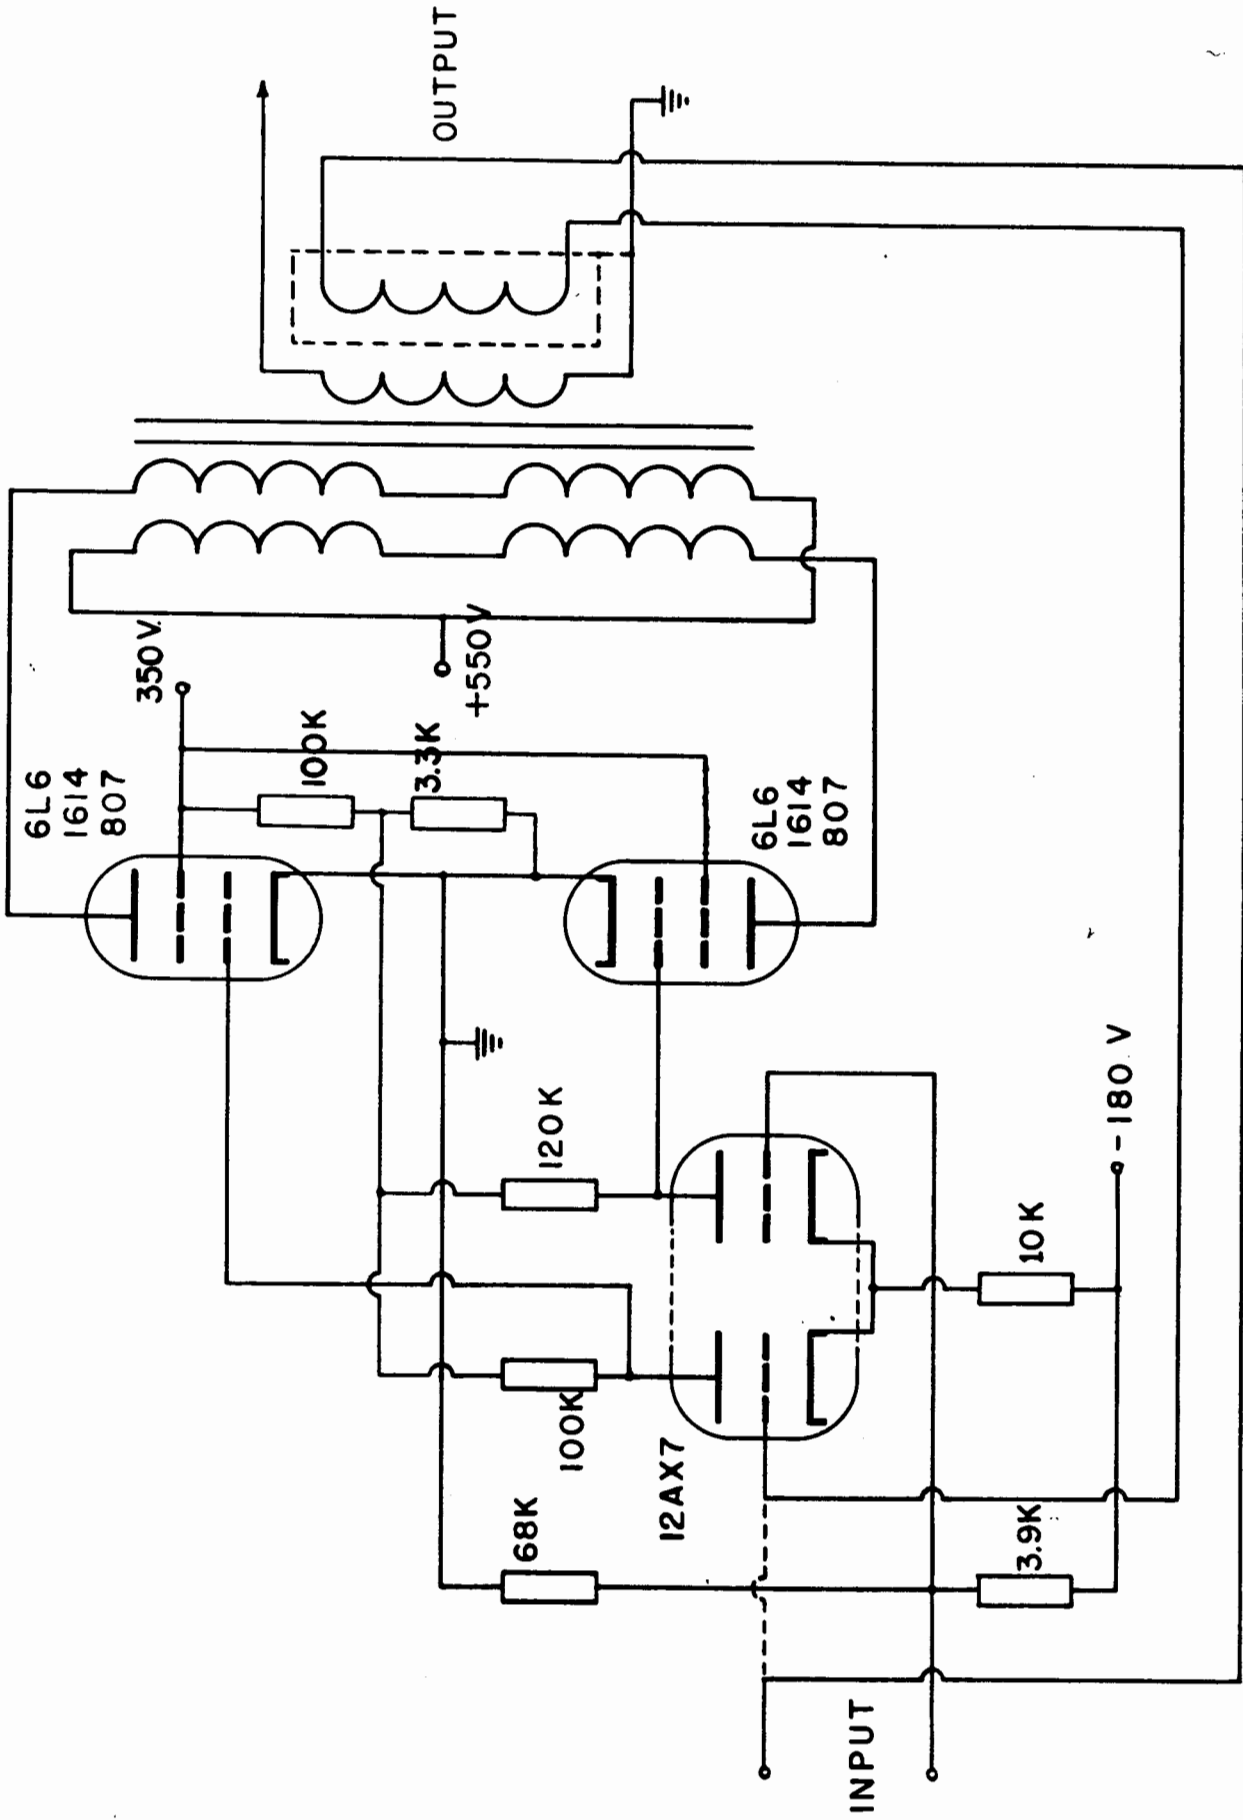 OUTPUT
350V.
+550V
6L6
1614
807
100K
3.3K
6L6
1614
807
120K
100K
12AX7
68K
10K
3.9K
-180 V
INPUT